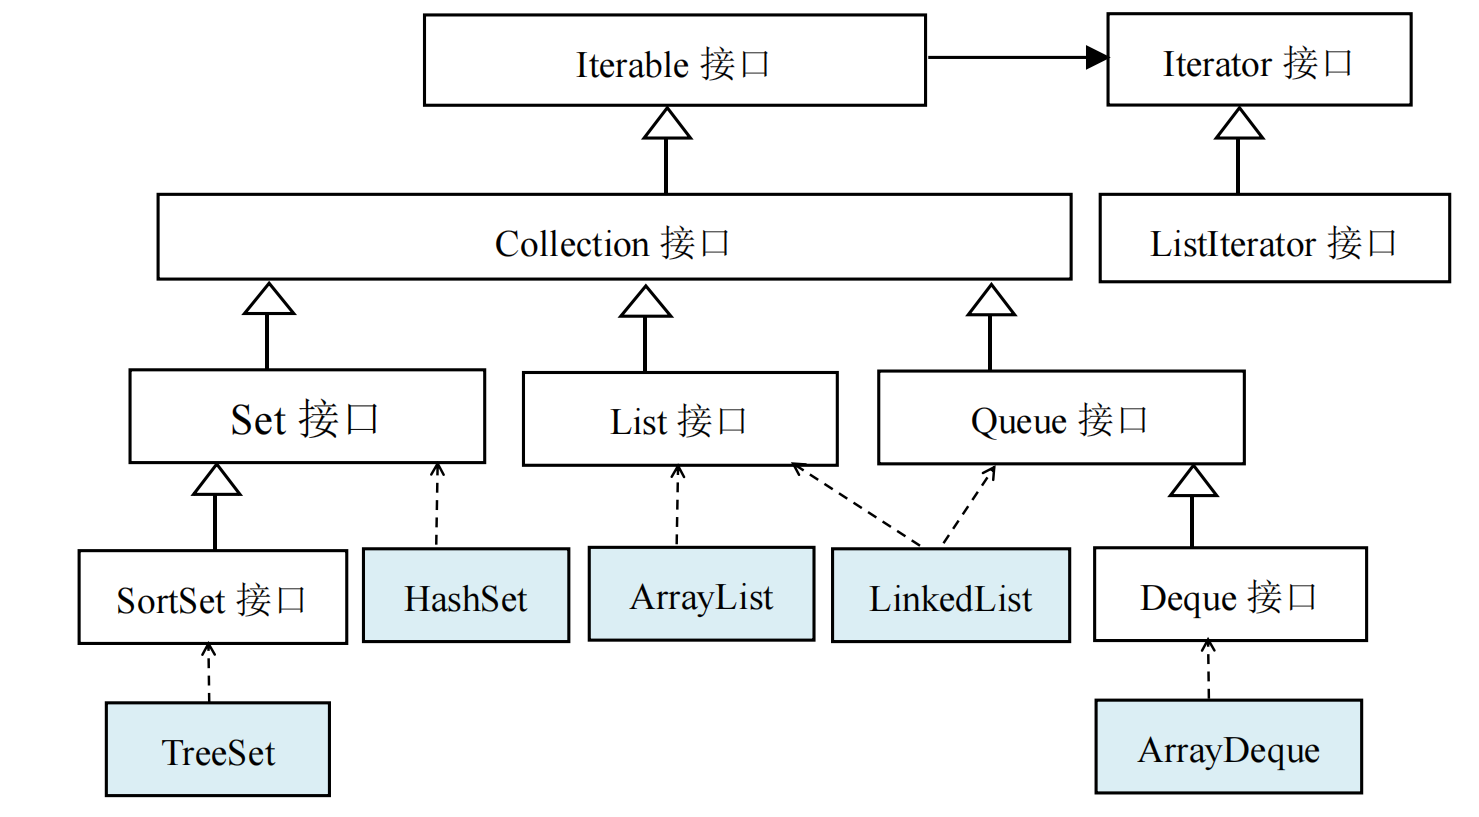 Iterable 接口
Iterator 接口
Collection 接口
ListIterator 接口
Set 接口
List 接口
Queue 接口
SortSet 接口
HashSet
ArrayList
LinkedList
Deque 接口
TreeSet
ArrayDeque